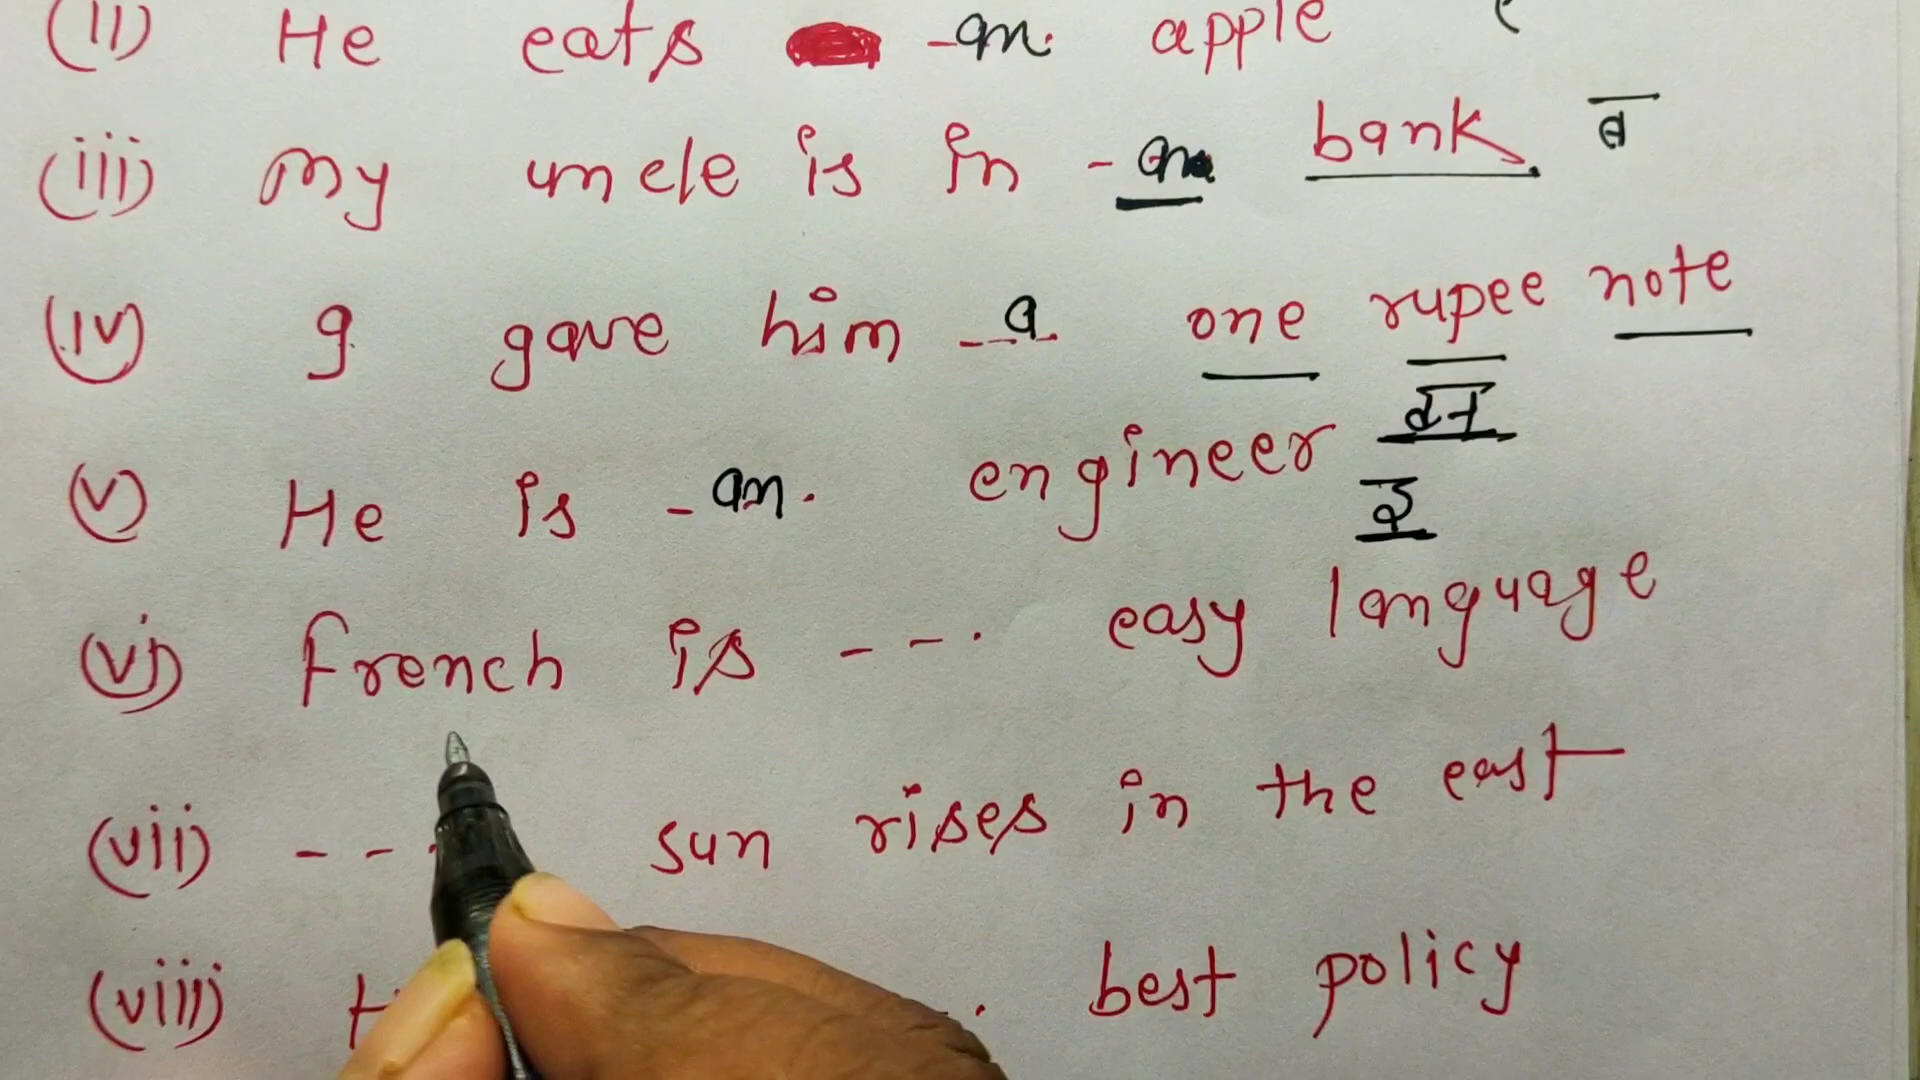 (ii) He eats - an. apple
(iii) My uncle is in - a bank. ब
(iv) I gave him - a. one rupee note
वन
(v) He is - an. engineer
इ
(vi) French is --- easy language
(vii) --- sun rises in the east
(viii) best policy